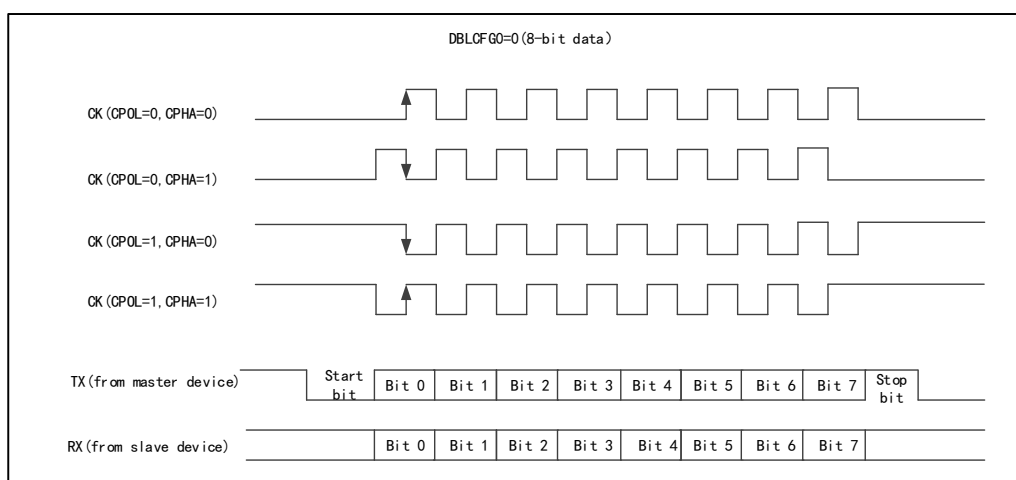 DBLCFG0=0(8-bit data)
CK(CPOL=0,CPHA=0)
CK(CPOL=0,CPHA=1)
CK(CPOL=1,CPHA=0)
CK(CPOL=1,CPHA=1)
TX(from master device) Start bit Bit 0 Bit 1 Bit 2 Bit 3 Bit 4 Bit 5 Bit 6 Bit 7 Stop bit
RX(from slave device) Bit 0 Bit 1 Bit 2 Bit 3 Bit 4 Bit 5 Bit 6 Bit 7